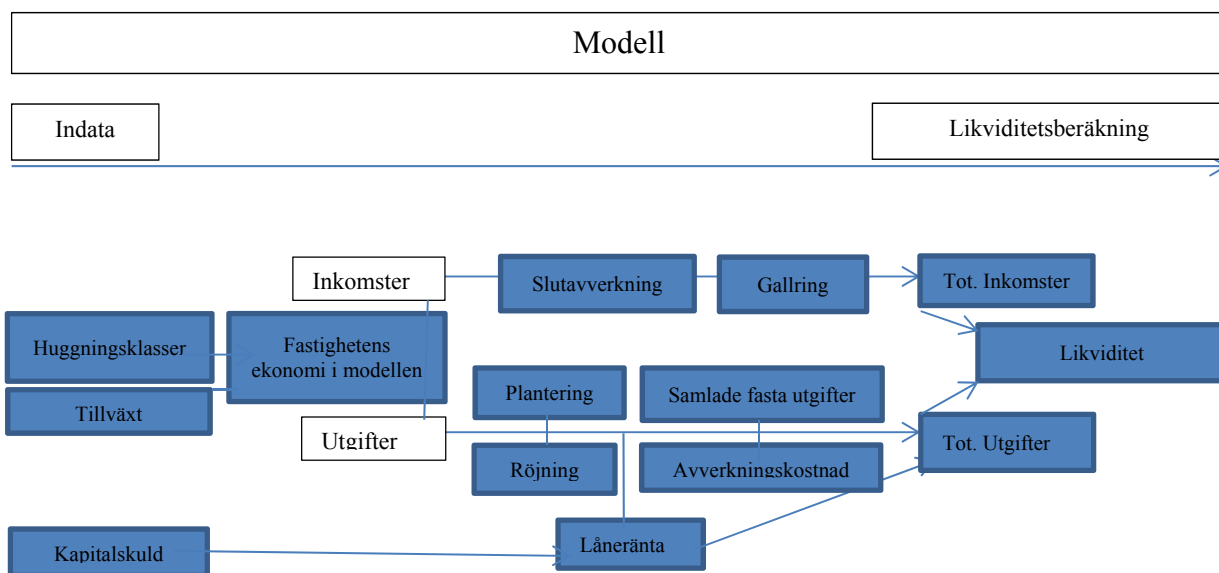 Modell
Indata
Likviditetsberäkning
Inkomster
Slutavverkning
Gallring
Tot. Inkomster
Huggningsklasser
Fastighetens
ekonomi i modellen
Likviditet
Tillväxt
Plantering
Samlade fasta utgifter
Utgifter
Tot. Utgifter
Röjning
Avverkningskostnad
Kapitalskuld
Låneränta